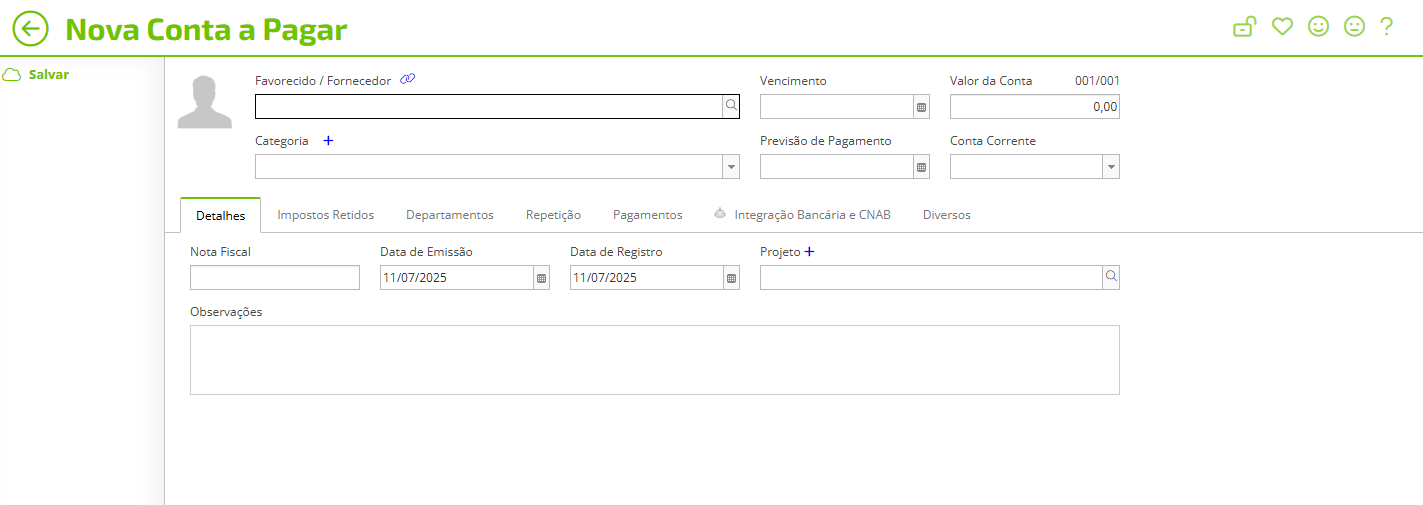 Nova Conta a Pagar
?
Salvar
Favorecido / Fornecedor
Vencimento
Valor da Conta 001/001
0,00
Categoria +
Previsão de Pagamento
Conta Corrente
Detalhes Impostos Retidos Departamentos Repetição Pagamentos Integração Bancária e CNAB Diversos
Nota Fiscal Data de Emissão Data de Registro Projeto +
11/07/2025 11/07/2025
Observações